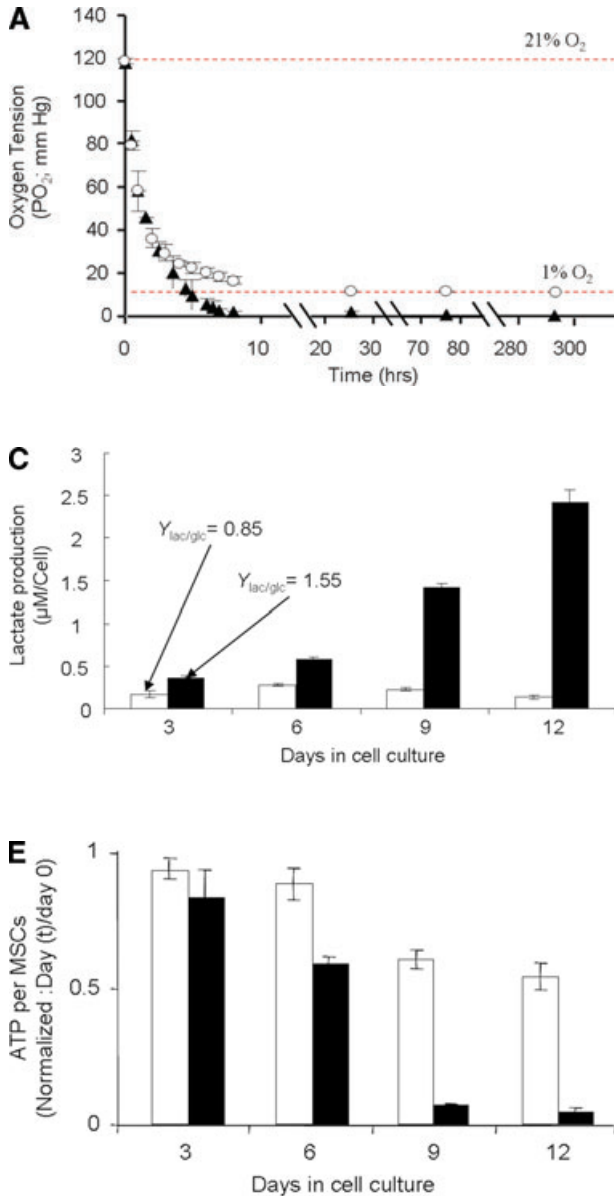 A
140
120
100
80
60
40
20
0
Oxygen Tension
(PO2; mm Hg)
21% O2
1% O2
0 10 20 30 70 80 280 300
Time (hrs)
C
3
2.5
2
1.5
1
0.5
0
Lactate production
(µM/Cell)
Ylac/glc= 0.85
Ylac/glc= 1.55
3 6 9 12
Days in cell culture
E
1
0.5
0
ATP per MSCs
(Normalized :Day (t)/day 0)
3 6 9 12
Days in cell culture